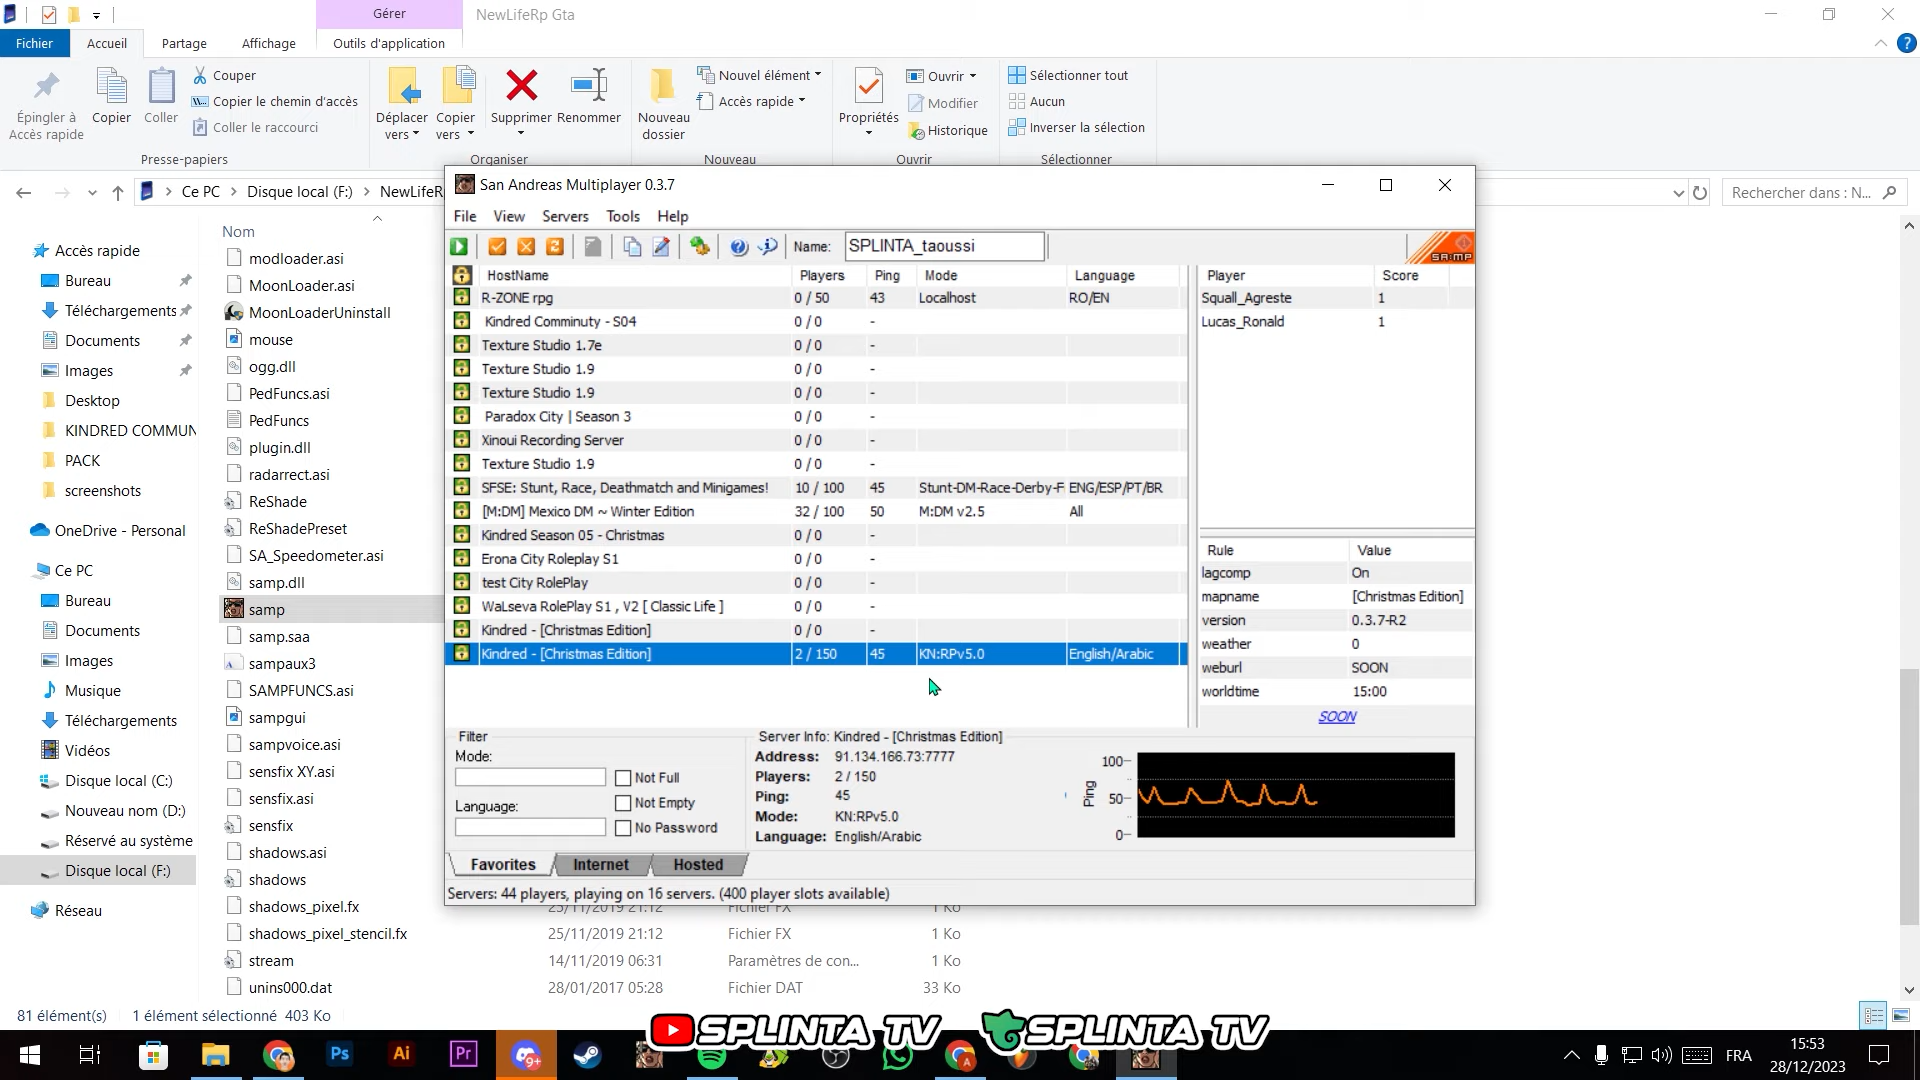 Gérer
NewLifeRp Gta
Fichier
Accueil
Partage
Affichage
Outils d'application
Épingler à
Accès rapide
Copier
Coller
Couper
Copier le chemin d'accès
Coller le raccourci
Presse-papiers
Déplacer
vers
Copier
vers
Supprimer
Renommer
Organiser
Nouveau
dossier
Nouvel élément
Accès rapide
Nouveau
Propriétés
Ouvrir
Modifier
Historique
Ouvrir
Sélectionner tout
Aucun
Inverser la sélection
Sélectionner
Ce PC
Disque local (F:)
NewLifeR
Rechercher dans : N...
Accès rapide
Bureau
Téléchargements
Documents
Images
Desktop
KINDRED COMMUN
PACK
screenshots
OneDrive - Personal
Ce PC
Bureau
Documents
Images
Musique
Téléchargements
Vidéos
Disque local (C:)
Nouveau nom (D:)
Réservé au système
Disque local (F:)
Réseau
Nom
modloader.asi
MoonLoader.asi
MoonLoaderUninstall
mouse
ogg.dll
PedFuncs.asi
PedFuncs
plugin.dll
radarrect.asi
ReShade
ReShadePreset
SA_Speedometer.asi
samp.dll
samp
samp.saa
sampaux3
SAMPFUNCS.asi
sampgui
sampvoice.asi
sensfix XY.asi
sensfix.asi
sensfix
shadows.asi
shadows
shadows_pixel.fx 25/11/2019 21:12 Fichier FX 1 Ko
shadows_pixel_stencil.fx 25/11/2019 21:12 Fichier FX 1 Ko
stream 14/11/2019 06:31 Paramètres de con... 1 Ko
unins000.dat 28/01/2017 05:28 Fichier DAT 33 Ko
San Andreas Multiplayer 0.3.7
File View Servers Tools Help
Name: SPLINTA_taoussi
SA:MP
HostName Players Ping Mode Language
R-ZONE rpg 0 / 50 43 Localhost RO/EN
Kindred Comminuty - S04 0 / 0 -
Texture Studio 1.7e 0 / 0 -
Texture Studio 1.9 0 / 0 -
Texture Studio 1.9 0 / 0 -
Paradox City | Season 3 0 / 0 -
Xinoui Recording Server 0 / 0 -
Texture Studio 1.9 0 / 0 -
SFSE: Stunt, Race, Deathmatch and Minigames! 10 / 100 45 Stunt-DM-Race-Derby-F ENG/ESP/PT/BR
[M:DM] Mexico DM ~ Winter Edition 32 / 100 50 M:DM v2.5 All
Kindred Season 05 - Christmas 0 / 0 -
Erona City Roleplay S1 0 / 0 -
test City RolePlay 0 / 0 -
WaLseva RolePlay S1 , V2 [ Classic Life ] 0 / 0 -
Kindred - [Christmas Edition] 0 / 0 -
Kindred - [Christmas Edition] 2 / 150 45 KN:RPv5.0 English/Arabic
Player Score
Squall_Agreste 1
Lucas_Ronald 1
Rule Value
lagcomp On
mapname [Christmas Edition]
version 0.3.7-R2
weather 0
weburl SOON
worldtime 15:00
SOON
Filter
Mode:
Language:
Not Full
Not Empty
No Password
Server Info: Kindred - [Christmas Edition]
Address: 91.134.166.73:7777
Players: 2 / 150
Ping: 45
Mode: KN:RPv5.0
Language: English/Arabic
Ping
100
50
0
Favorites Internet Hosted
Servers: 44 players, playing on 16 servers. (400 player slots available)
81 élément(s) 1 élément sélectionné 403 Ko
SPLINTA TV SPLINTA TV
Ps
Ai
Pr
9+
FRA
15:53
28/12/2023